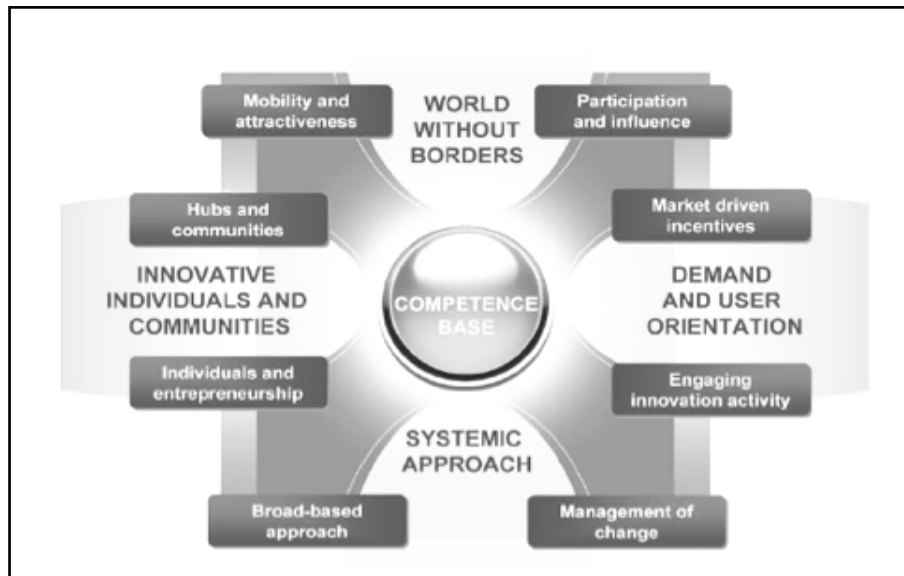 Mobility and
attractiveness
WORLD
WITHOUT
BORDERS
Participation
and influence
Hubs and
communities
Market driven
incentives
INNOVATIVE
INDIVIDUALS AND
COMMUNITIES
COMPETENCE
BASE
DEMAND
AND USER
ORIENTATION
Individuals and
entrepreneurship
Engaging
innovation activity
SYSTEMIC
APPROACH
Broad-based
approach
Management of
change